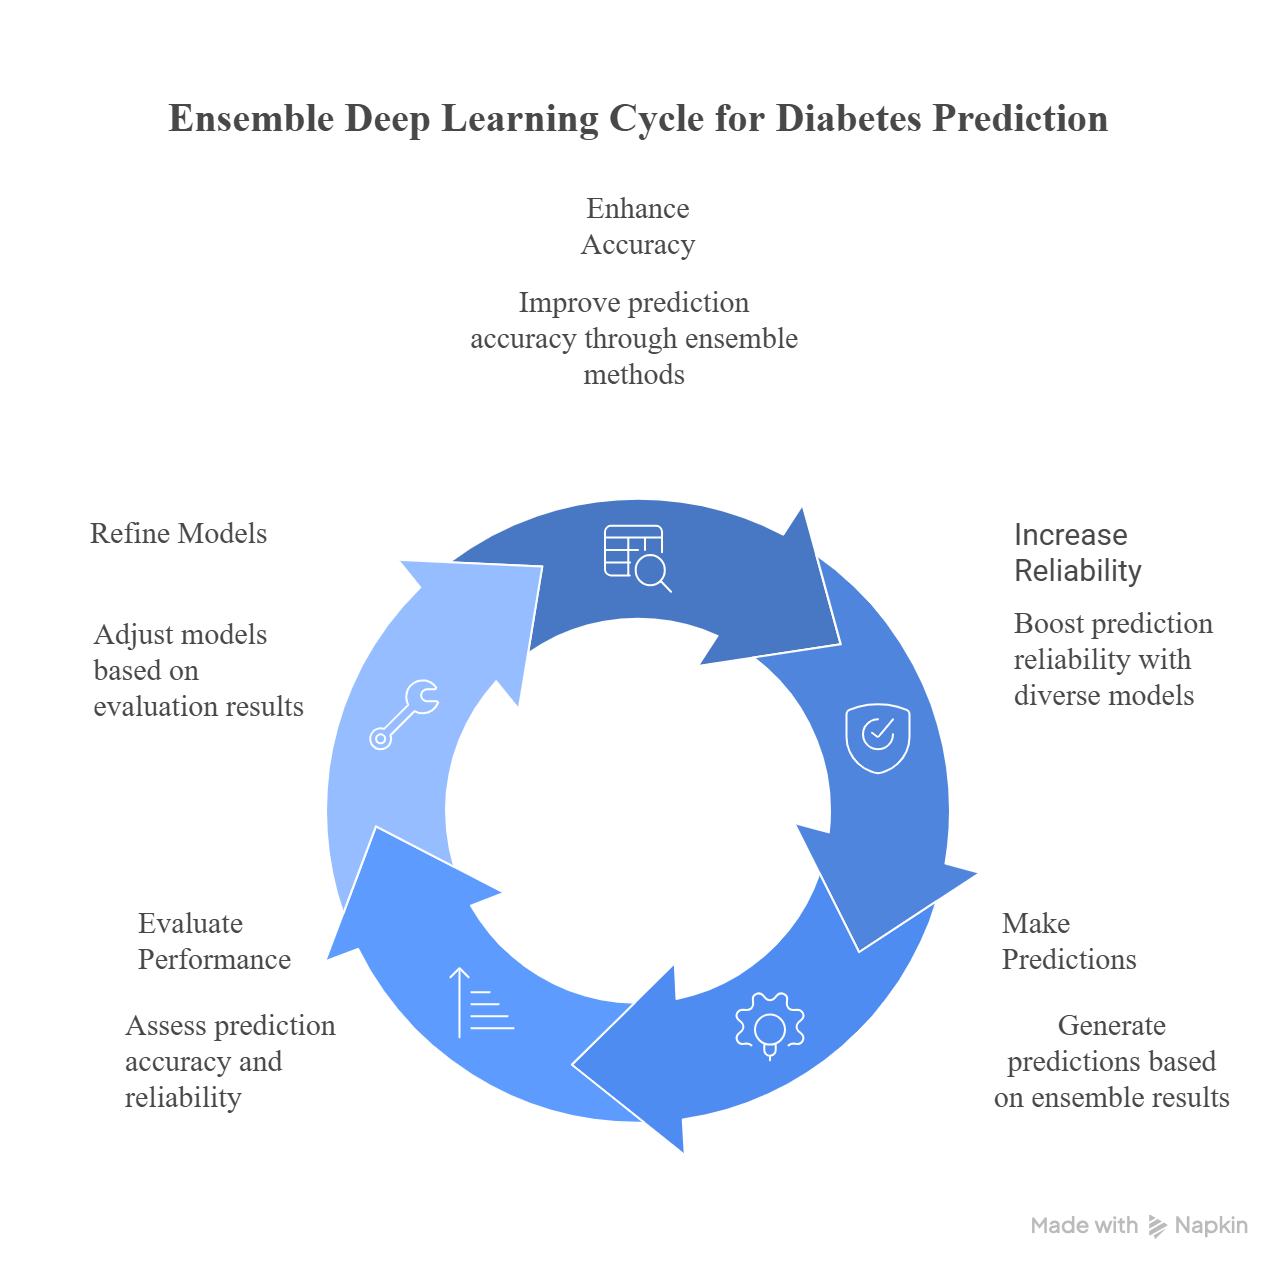 Ensemble Deep Learning Cycle for Diabetes Prediction
Enhance
Accuracy
Improve prediction
accuracy through ensemble
methods
Increase
Reliability
Boost prediction
reliability with
diverse models
Make
Predictions
Generate
predictions based
on ensemble results
Evaluate
Performance
Assess prediction
accuracy and
reliability
Refine Models
Adjust models
based on
evaluation results
Made with Napkin